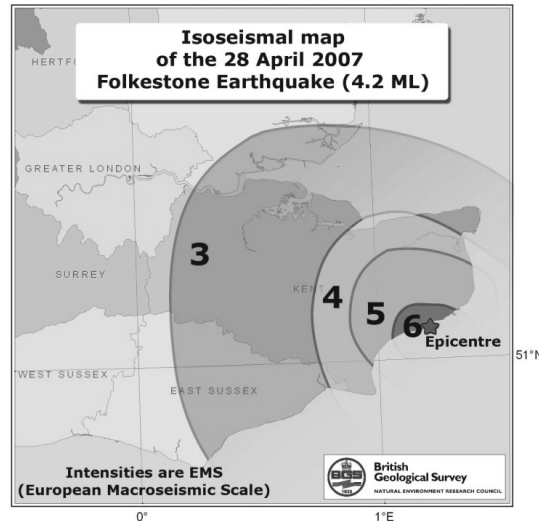 Isoseismal map
of the 28 April 2007
Folkestone Earthquake (4.2 ML)
HERTF
GREATER LONDON
3
SURREY
KENT
4
5
6
Epicentre
51°N
WEST SUSSEX
EAST SUSSEX
Intensities are EMS
(European Macroseismic Scale)
BGS
1835
British
Geological Survey
NATURAL ENVIRONMENT RESEARCH COUNCIL
0°
1°E